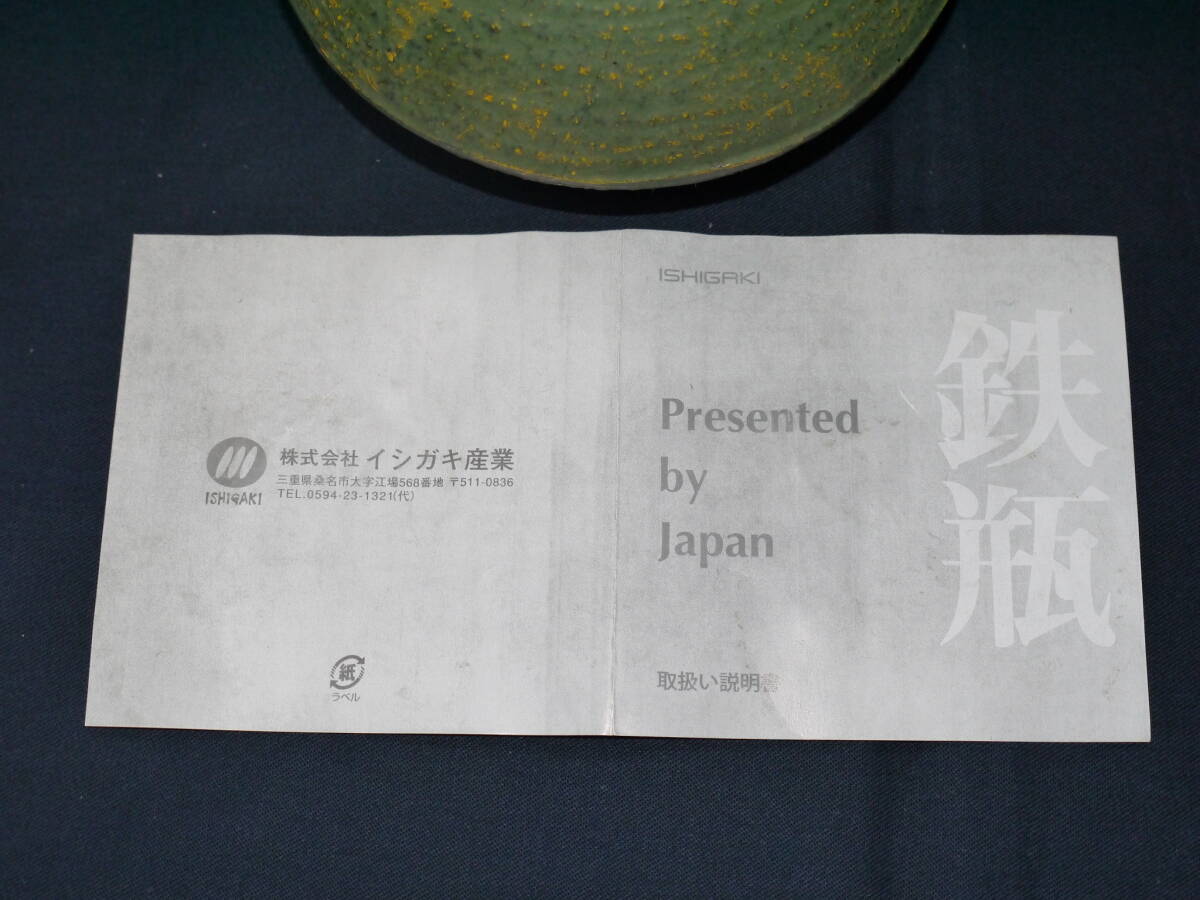 ISHIGAKI
株式会社 イシガキ産業
三重県桑名市大字江場568番地 〒511-0836
TEL.0594-23-1321(代)
紙
ラベル
ISHIGAKI
鉄瓶
Presented
by
Japan
取扱い説明書